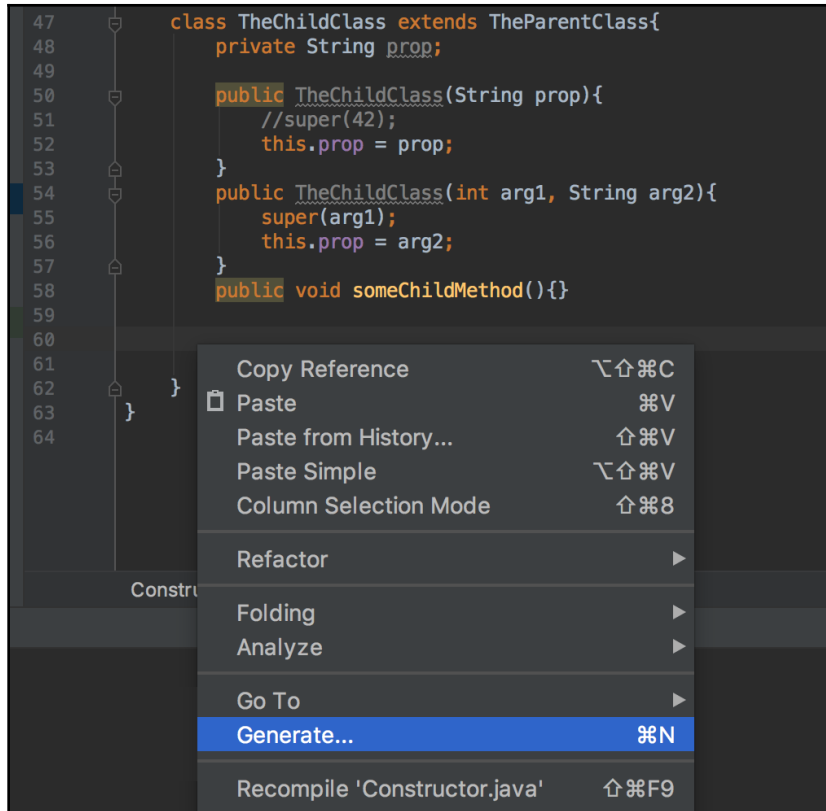 47 class TheChildClass extends TheParentClass{
48 private String prop;
49
50 public TheChildClass(String prop){
51 //super(42);
52 this.prop = prop;
53 }
54 public TheChildClass(int arg1, String arg2){
55 super(arg1);
56 this.prop = arg2;
57 }
58 public void someChildMethod(){}
59
60
61
62 }
63 }
64
Copy Reference ⌥⇧⌘C
Paste ⌘V
Paste from History... ⇧⌘V
Paste Simple ⌥⇧⌘V
Column Selection Mode ⇧⌘8
Refactor
Constru
Folding
Analyze
Go To
Generate... ⌘N
Recompile 'Constructor.java' ⇧⌘F9